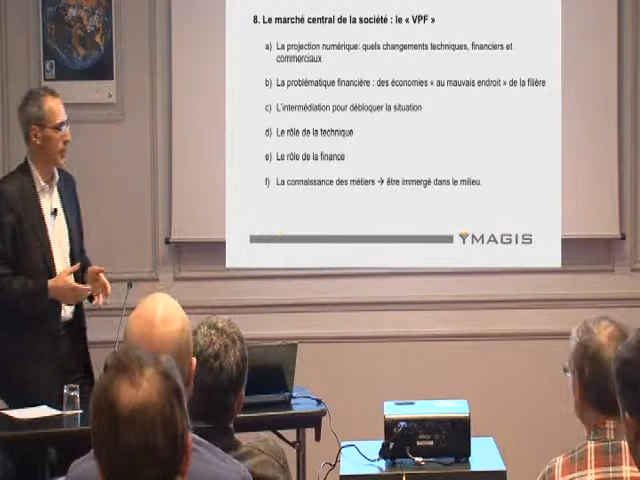 8. Le marché central de la société : le « VPF »
a) La projection numérique: quels changements techniques, financiers et
commerciaux
b) La problématique financière : des économies « au mauvais endroit » de la filière
c) L'intermédiation pour débloquer la situation
d) Le rôle de la technique
e) Le rôle de la finance
f) La connaissance des métiers → être immergé dans le milieu.
YMAGIS